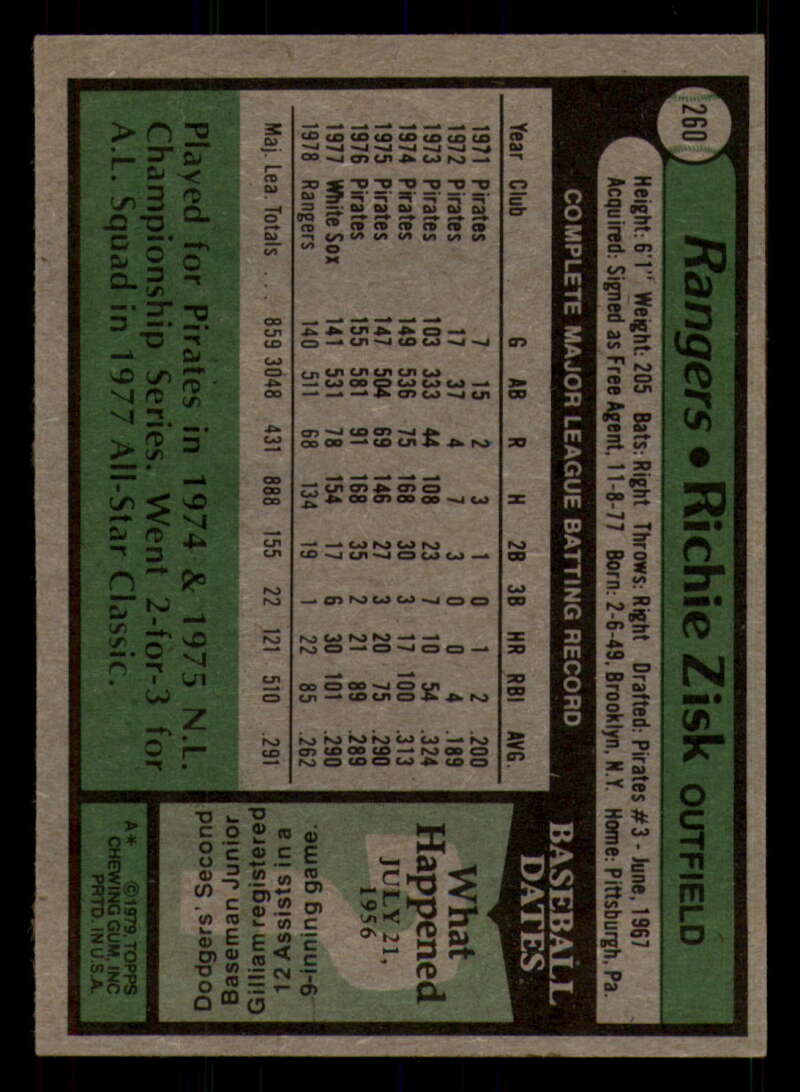 260
Rangers • Richie Zisk OUTFIELD
Height: 6'1" Weight: 205 Bats: Right Throws: Right Drafted: Pirates #3 - June, 1967
Acquired: Signed as Free Agent, 11-8-77 Born: 2-6-49, Brooklyn, N.Y. Home: Pittsburgh, Pa.
COMPLETE MAJOR LEAGUE BATTING RECORD
Year Club G AB R H 2B 3B HR RBI AVG.
1971 Pirates 7 15 2 3 1 0 1 2 .200
1972 Pirates 17 37 4 7 3 0 0 4 .189
1973 Pirates 103 333 44 108 23 7 10 54 .324
1974 Pirates 149 536 75 168 30 3 17 100 .313
1975 Pirates 147 504 69 146 27 3 20 75 .290
1976 Pirates 155 581 91 168 35 2 21 89 .289
1977 White Sox 141 531 78 154 17 6 30 101 .290
1978 Rangers 140 511 68 134 19 1 22 85 .262
Maj. Lea. Totals . . . 859 3048 431 888 155 22 121 510 .291
Played for Pirates in 1974 & 1975 N.L.
Championship Series. Went 2-for-3 for
A.L. Squad in 1977 All-Star Classic.
BASEBALL
DATES
What
Happened
JULY 21,
1956
Dodgers' Second
Baseman Junior
Gilliam registered
12 Assists in a
9-inning game.
A* ©1979, TOPPS
CHEWING GUM, INC
PRTD. IN U.S.A.